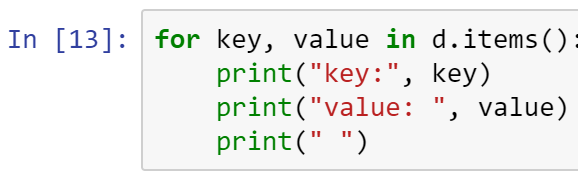 In [13]: for key, value in d.items():
    print("key:", key)
    print("value: ", value)
    print(" ")